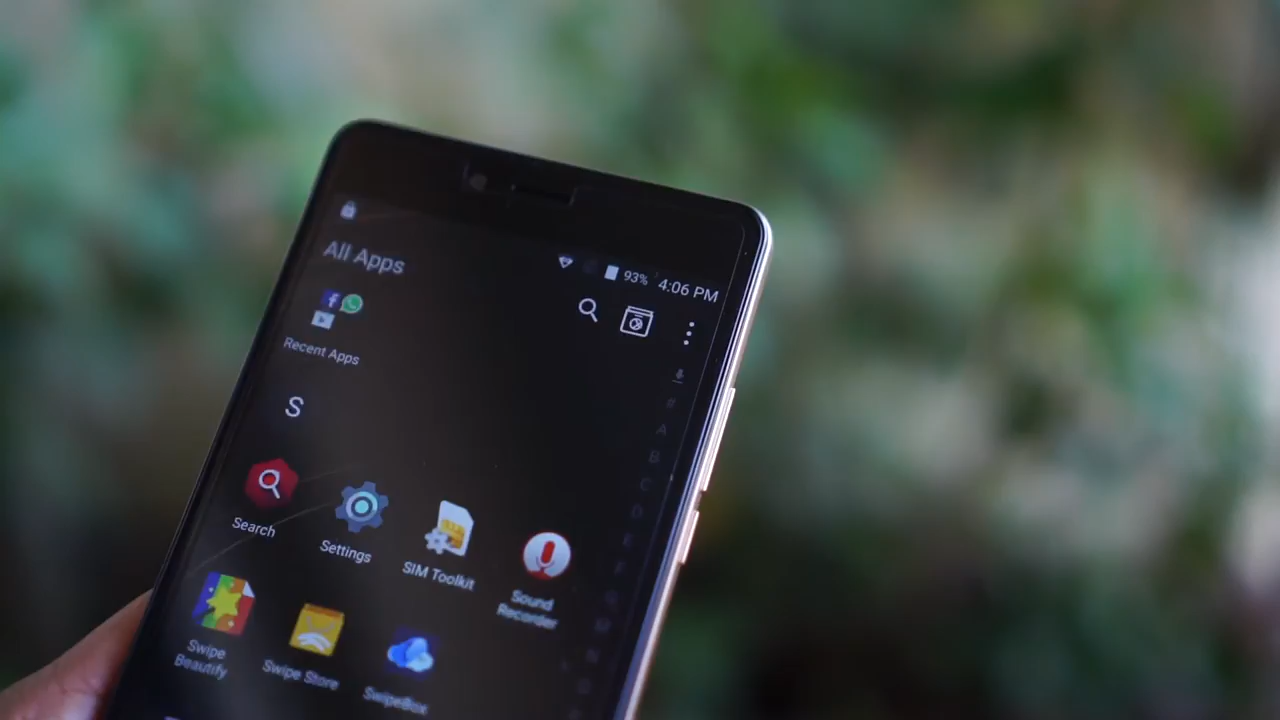 93% 4:06 PM
All Apps
Recent Apps
S
Search
Settings
SIM Toolkit
Sound
Recorder
Swipe
Beautify
Swipe Store
SwipeBox
#
A
B
C
D
E
F